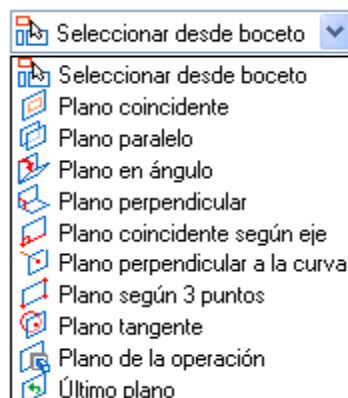 Seleccionar desde boceto
Seleccionar desde boceto
Plano coincidente
Plano paralelo
Plano en ángulo
Plano perpendicular
Plano coincidente según eje
Plano perpendicular a la curva
Plano según 3 puntos
Plano tangente
Plano de la operación
Último plano